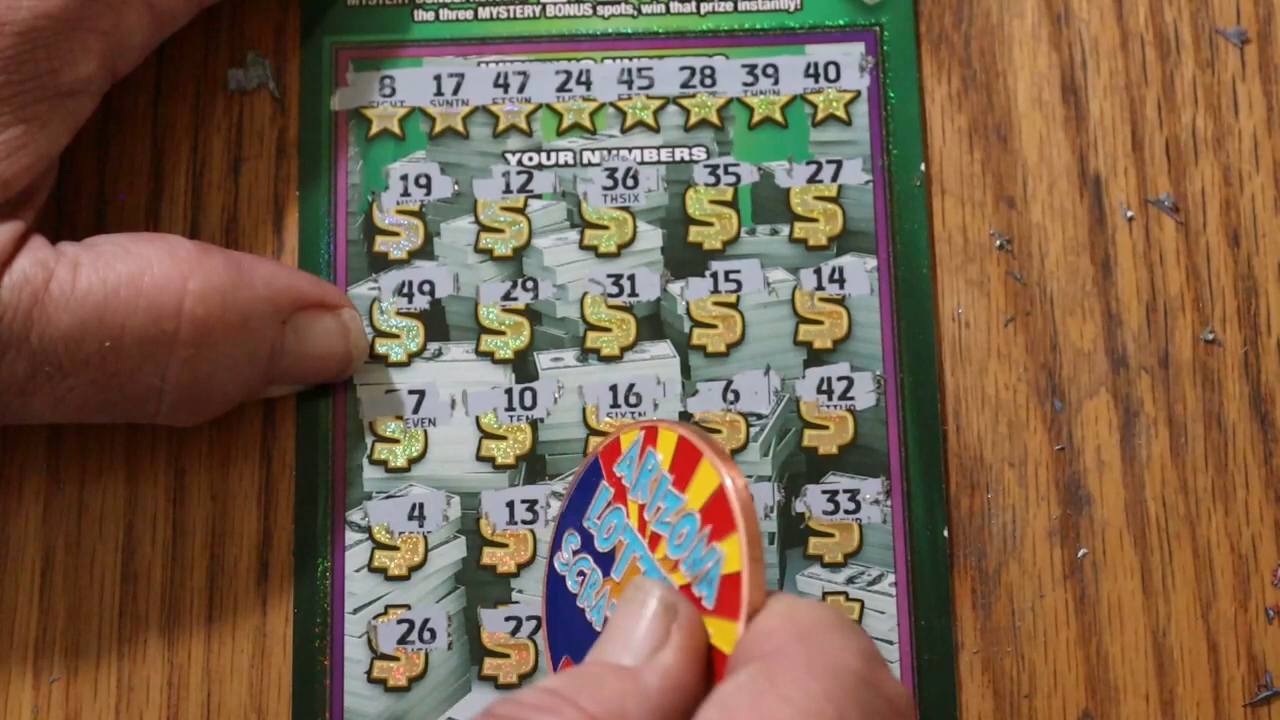 the three MYSTERY BONUS spots, win that prize instantly!
8 17 47 24 45 28 39 40
YOUR NUMBERS
19 12 36 35 27
THSIX
49 29 31 15 14
7 10 16 6 42
EVEN TEN SIXTN
4 13 33
26 22
ARIZONA